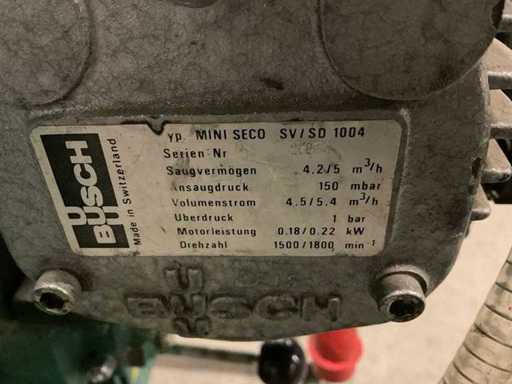 BUSCH
Made in Switzerland
yp. MINI SECO SV/SD 1004
Serien Nr
Saugvermögen 4.2/5 m³/h
Ansaugdruck 150 mbar
Volumenstrom 4.5/5.4 m³/h
Überdruck 1 bar
Motorleistung 0.18/0.22 kW
Drehzahl 1500/1800 min⁻¹
BUSCH